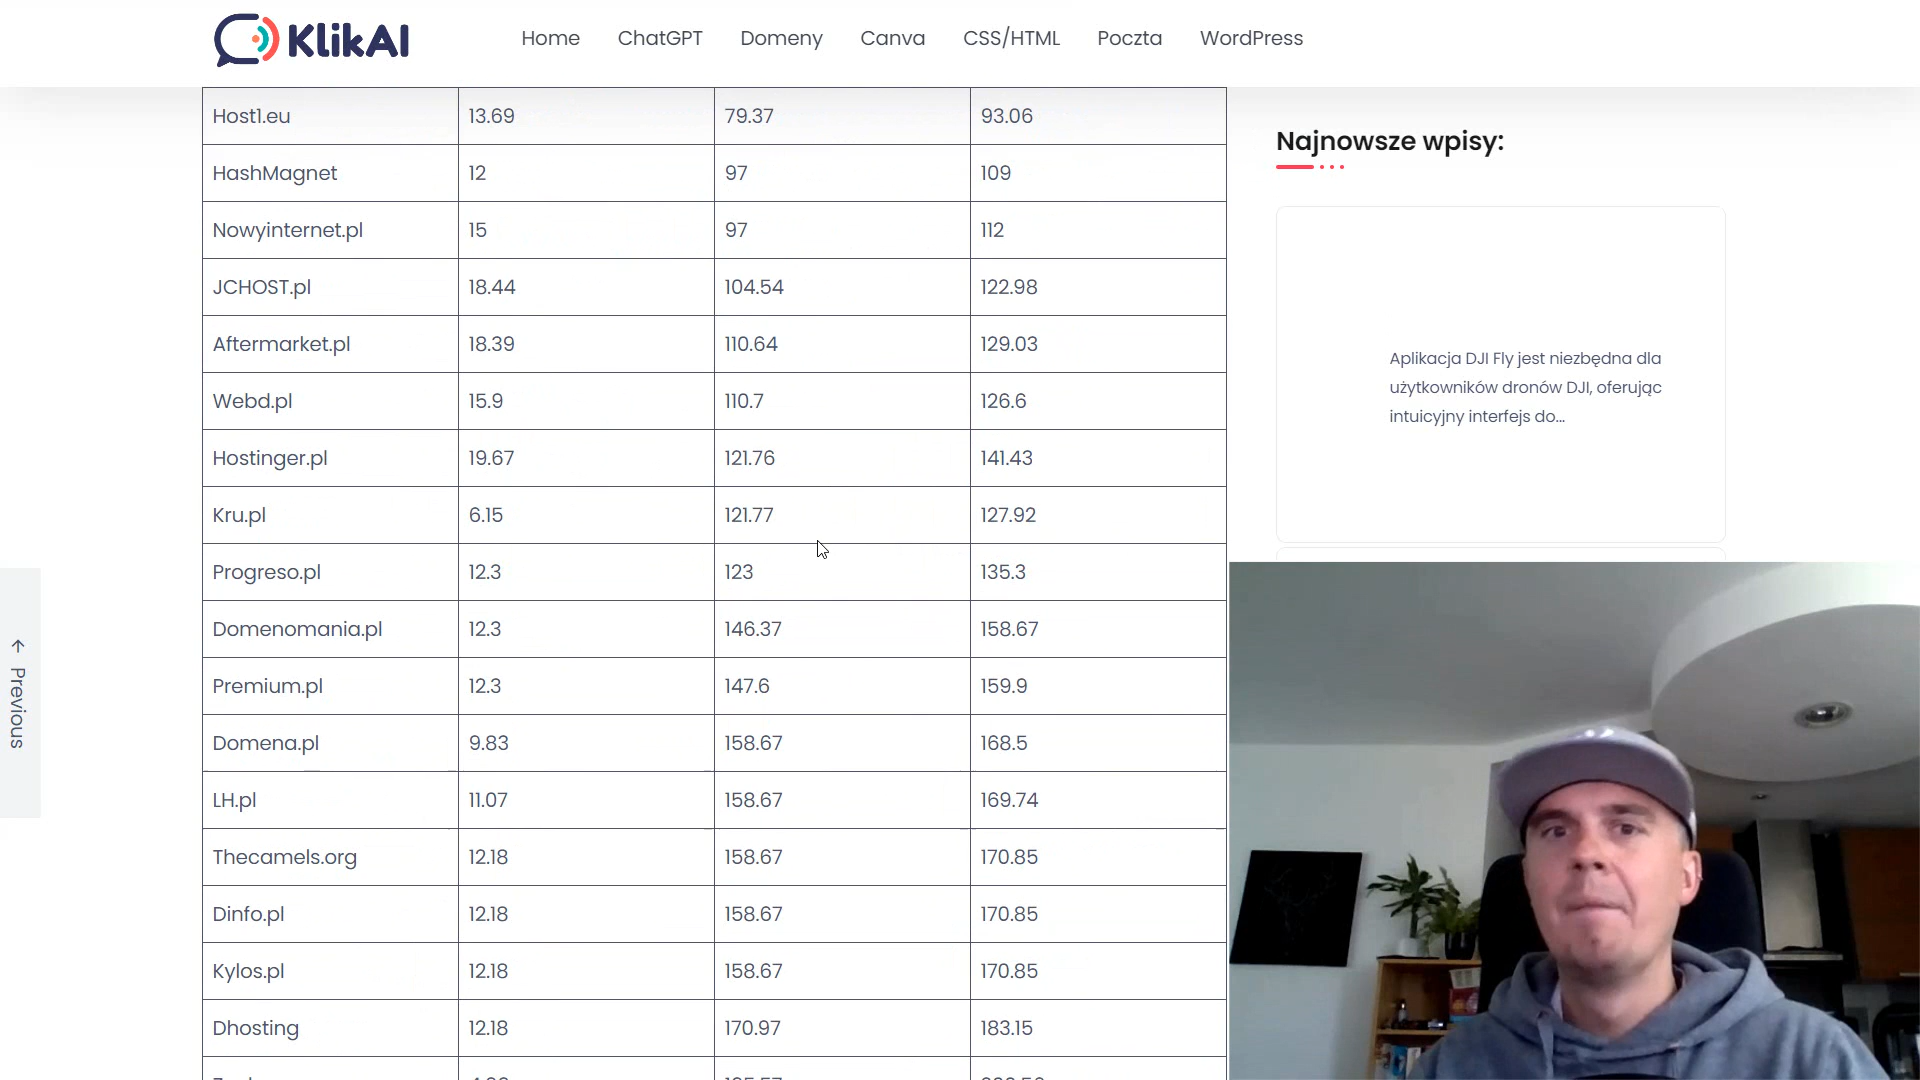 KlikAI
Home ChatGPT Domeny Canva CSS/HTML Poczta WordPress
Host1.eu 13.69 79.37 93.06
HashMagnet 12 97 109
Nowyinternet.pl 15 97 112
JCHOST.pl 18.44 104.54 122.98
Aftermarket.pl 18.39 110.64 129.03
Webd.pl 15.9 110.7 126.6
Hostinger.pl 19.67 121.76 141.43
Kru.pl 6.15 121.77 127.92
Progreso.pl 12.3 123 135.3
Domenomania.pl 12.3 146.37 158.67
Premium.pl 12.3 147.6 159.9
Domena.pl 9.83 158.67 168.5
LH.pl 11.07 158.67 169.74
Thecamels.org 12.18 158.67 170.85
Dinfo.pl 12.18 158.67 170.85
Kylos.pl 12.18 158.67 170.85
Dhosting 12.18 170.97 183.15
Najnowsze wpisy:
Aplikacja DJI Fly jest niezbędna dla
użytkowników dronów DJI, oferując
intuicyjny interfejs do...
← Previous